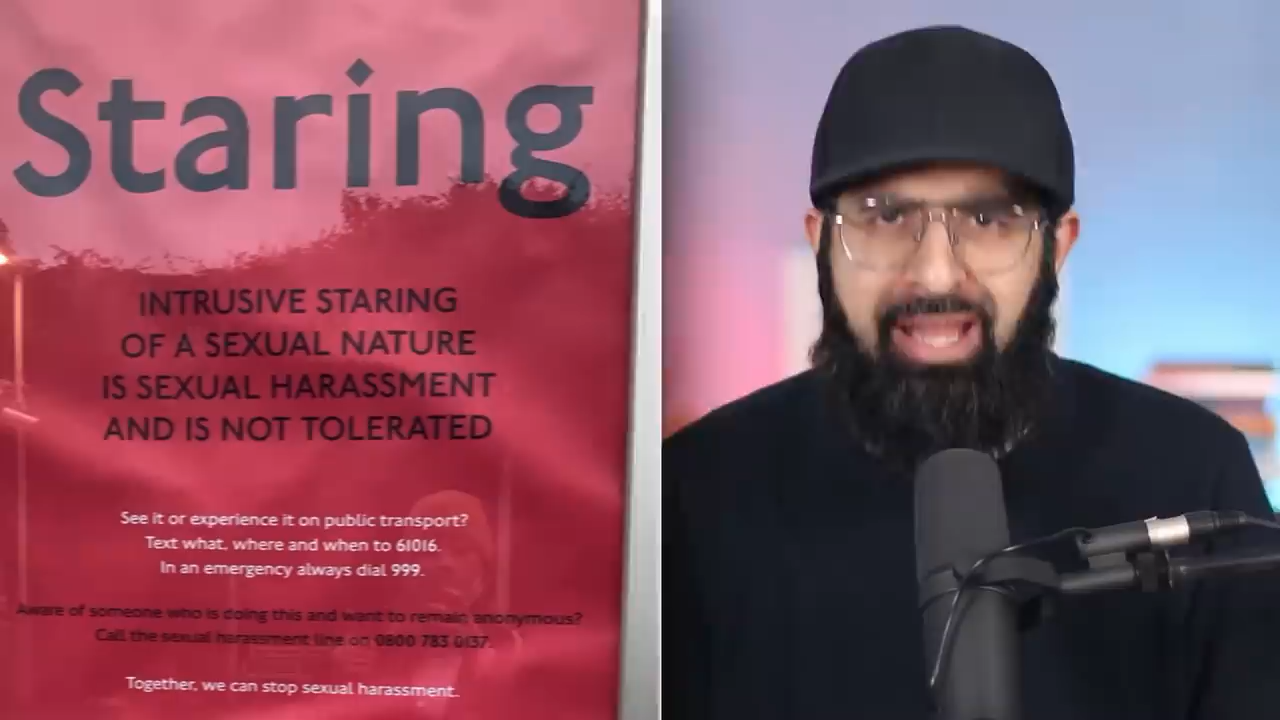 Staring
INTRUSIVE STARING
OF A SEXUAL NATURE
IS SEXUAL HARASSMENT
AND IS NOT TOLERATED
See it or experience it on public transport?
Text what, where and when to 61016.
In an emergency always dial 999.
Aware of someone who is doing this and want to remain anonymous?
Call the sexual harassment line on 0800 783 0137.
Together, we can stop sexual harassment.